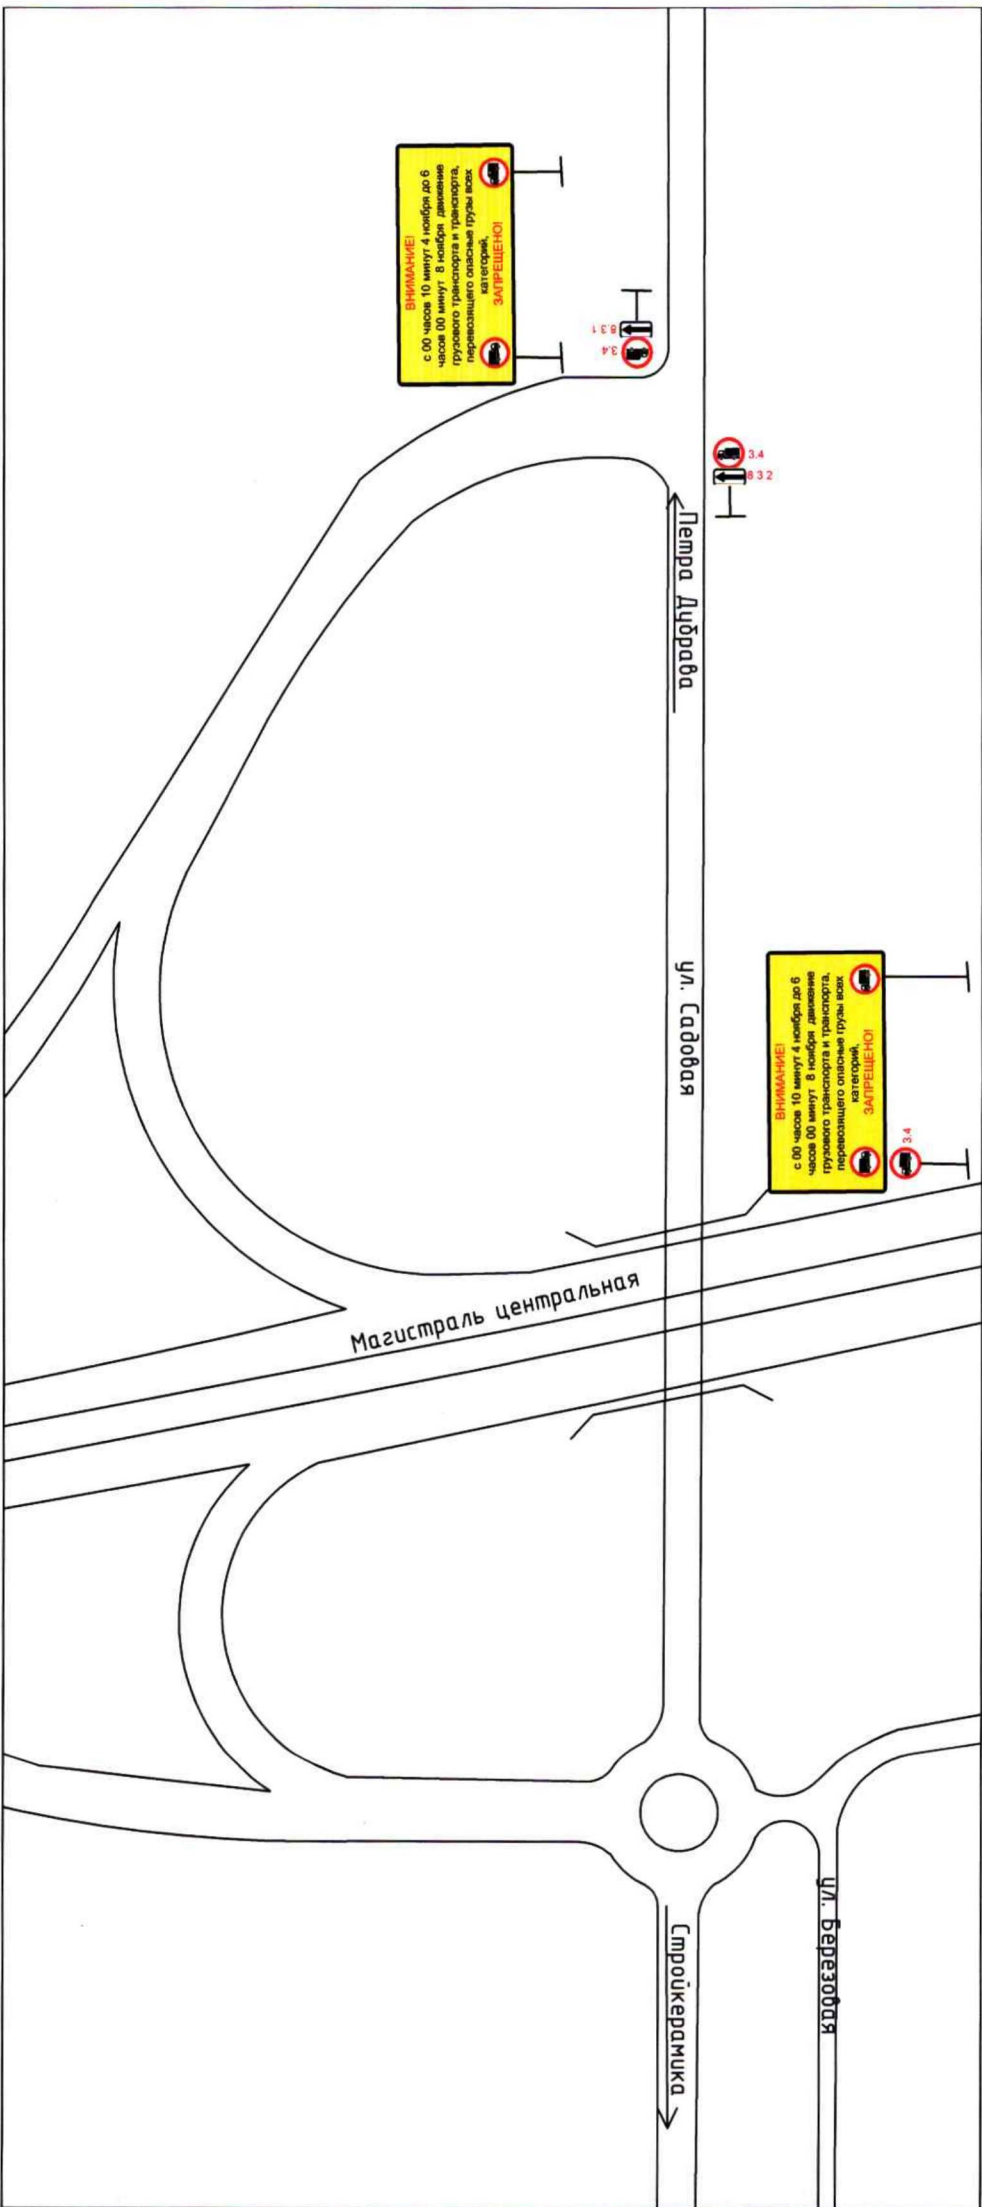 ВНИМАНИЕ!
с 00 часов 10 минут 4 ноября до 6
часов 00 минут 8 ноября движение
грузового транспорта и транспорта,
перевозящего опасные грузы всех
категорий,
ЗАПРЕЩЕНО!
8.3.1
3.4
3.4
8 3 2
Петра Дубрава
ул. Садовая
ВНИМАНИЕ!
с 00 часов 10 минут 4 ноября до 6
часов 00 минут 8 ноября движение
грузового транспорта и транспорта,
перевозящего опасные грузы всех
категорий,
ЗАПРЕЩЕНО!
3.4
Магистраль центральная
ул. Березовая
Стройкерамика